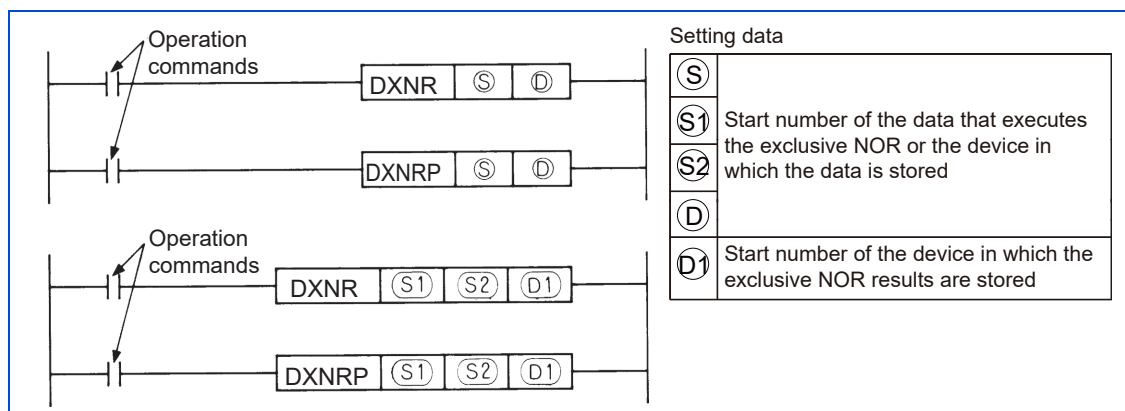 Operation
commands
DXNR Ⓢ Ⓓ
DXNRP Ⓢ Ⓓ
Operation
commands
DXNR S1 S2 D1
DXNRP S1 S2 D1
Setting data
Ⓢ
S1
S2
Ⓓ
Start number of the data that executes
the exclusive NOR or the device in
which the data is stored
D1
Start number of the device in which the
exclusive NOR results are stored